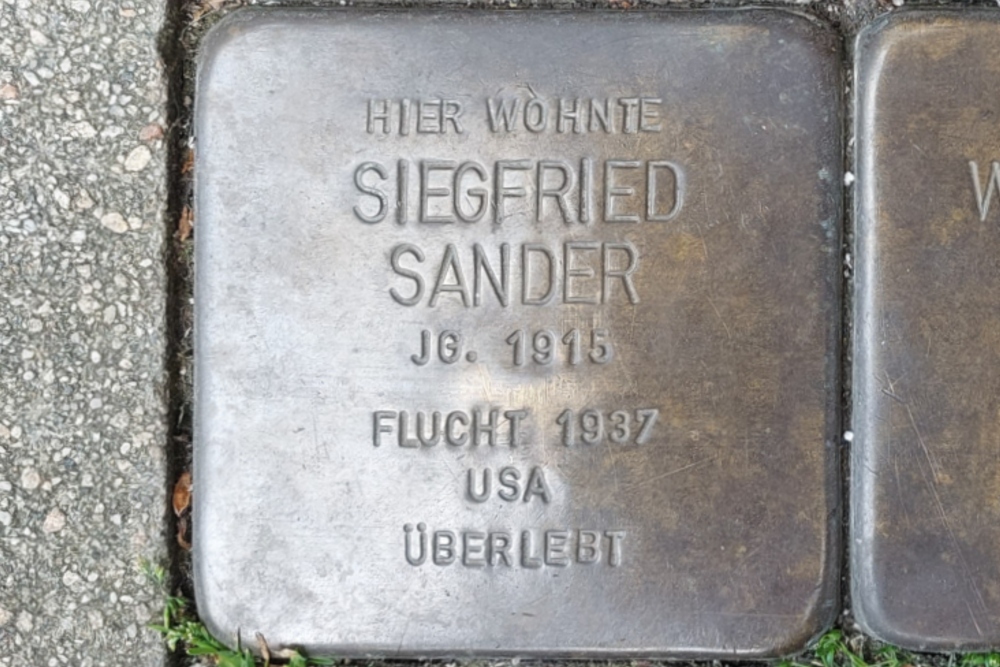 HIER WOHNTE
SIEGFRIED
SANDER
JG. 1915
FLUCHT 1937
USA
ÜBERLEBT